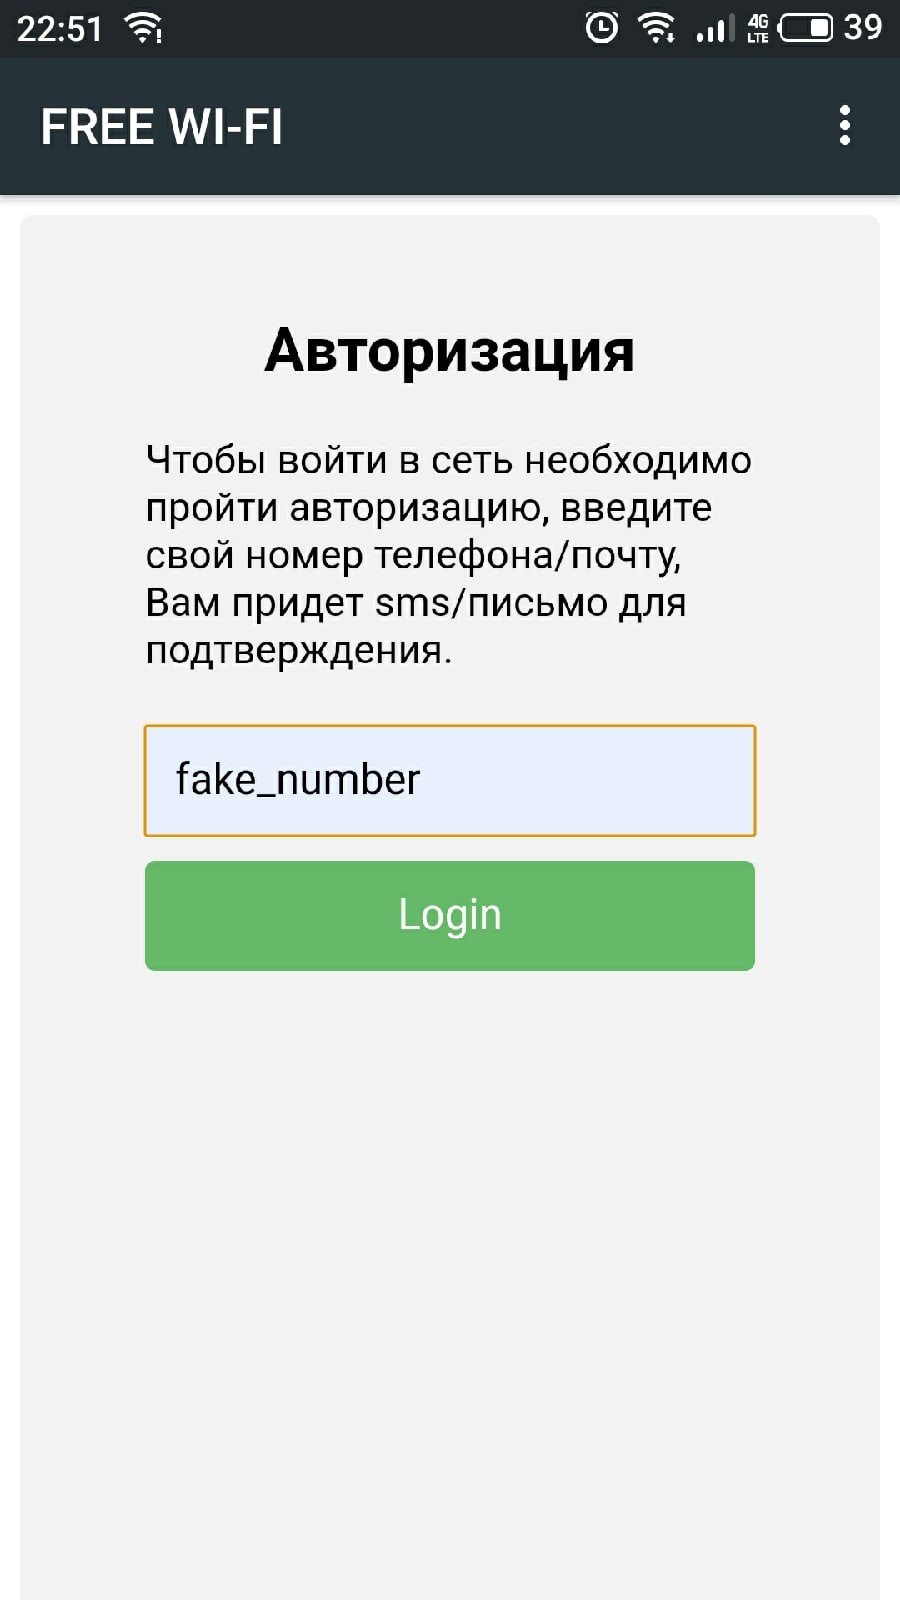 22:51 4G LTE 39
FREE WI-FI
Авторизация
Чтобы войти в сеть необходимо
пройти авторизацию, введите
свой номер телефона/почту,
Вам придет sms/письмо для
подтверждения.
fake_number
Login